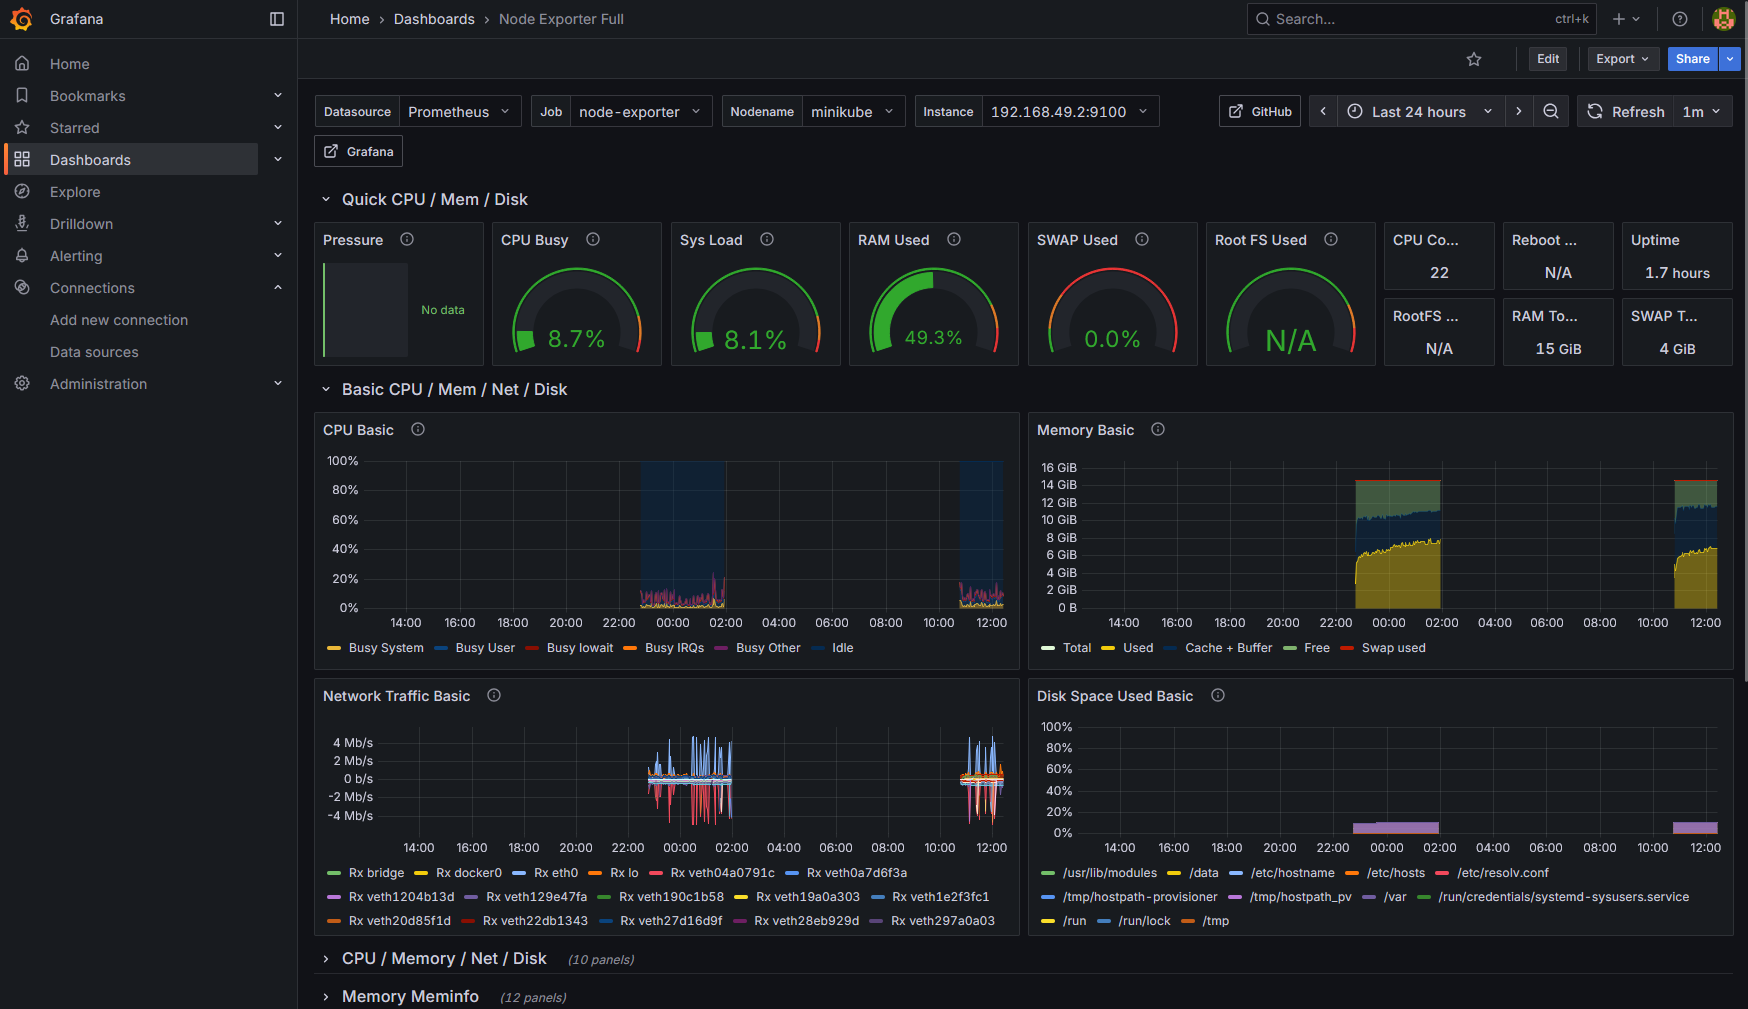 Grafana
Home › Dashboards › Node Exporter Full
Search... ctrl+k
Home
Bookmarks
Starred
Dashboards
Explore
Drilldown
Alerting
Connections
Add new connection
Data sources
Administration
Edit Export Share
Datasource Prometheus Job node-exporter Nodename minikube Instance 192.168.49.2:9100 GitHub Last 24 hours Refresh 1m
Grafana
Quick CPU / Mem / Disk
Pressure
No data
CPU Busy
8.7%
Sys Load
8.1%
RAM Used
49.3%
SWAP Used
0.0%
Root FS Used
N/A
CPU Co...
22
Reboot ...
N/A
Uptime
1.7 hours
RootFS ...
N/A
RAM To...
15 GiB
SWAP T...
4 GiB
Basic CPU / Mem / Net / Disk
CPU Basic
100%
80%
60%
40%
20%
0%
14:00 16:00 18:00 20:00 22:00 00:00 02:00 04:00 06:00 08:00 10:00 12:00
Busy System Busy User Busy Iowait Busy IRQs Busy Other Idle
Memory Basic
16 GiB
14 GiB
12 GiB
10 GiB
8 GiB
6 GiB
4 GiB
2 GiB
0 B
14:00 16:00 18:00 20:00 22:00 00:00 02:00 04:00 06:00 08:00 10:00 12:00
Total Used Cache + Buffer Free Swap used
Network Traffic Basic
4 Mb/s
2 Mb/s
0 b/s
-2 Mb/s
-4 Mb/s
14:00 16:00 18:00 20:00 22:00 00:00 02:00 04:00 06:00 08:00 10:00 12:00
Rx bridge Rx docker0 Rx eth0 Rx lo Rx veth04a0791c Rx veth0a7d6f3a
Rx veth1204b13d Rx veth129e47fa Rx veth190c1b58 Rx veth19a0a303 Rx veth1e2f3fc1
Rx veth20d85f1d Rx veth22db1343 Rx veth27d16d9f Rx veth28eb929d Rx veth297a0a03
Disk Space Used Basic
100%
80%
60%
40%
20%
0%
14:00 16:00 18:00 20:00 22:00 00:00 02:00 04:00 06:00 08:00 10:00 12:00
/usr/lib/modules /data /etc/hostname /etc/hosts /etc/resolv.conf
/tmp/hostpath-provisioner /tmp/hostpath_pv /var /run/credentials/systemd-sysusers.service
/run /run/lock /tmp
CPU / Memory / Net / Disk (10 panels)
Memory Meminfo (12 panels)